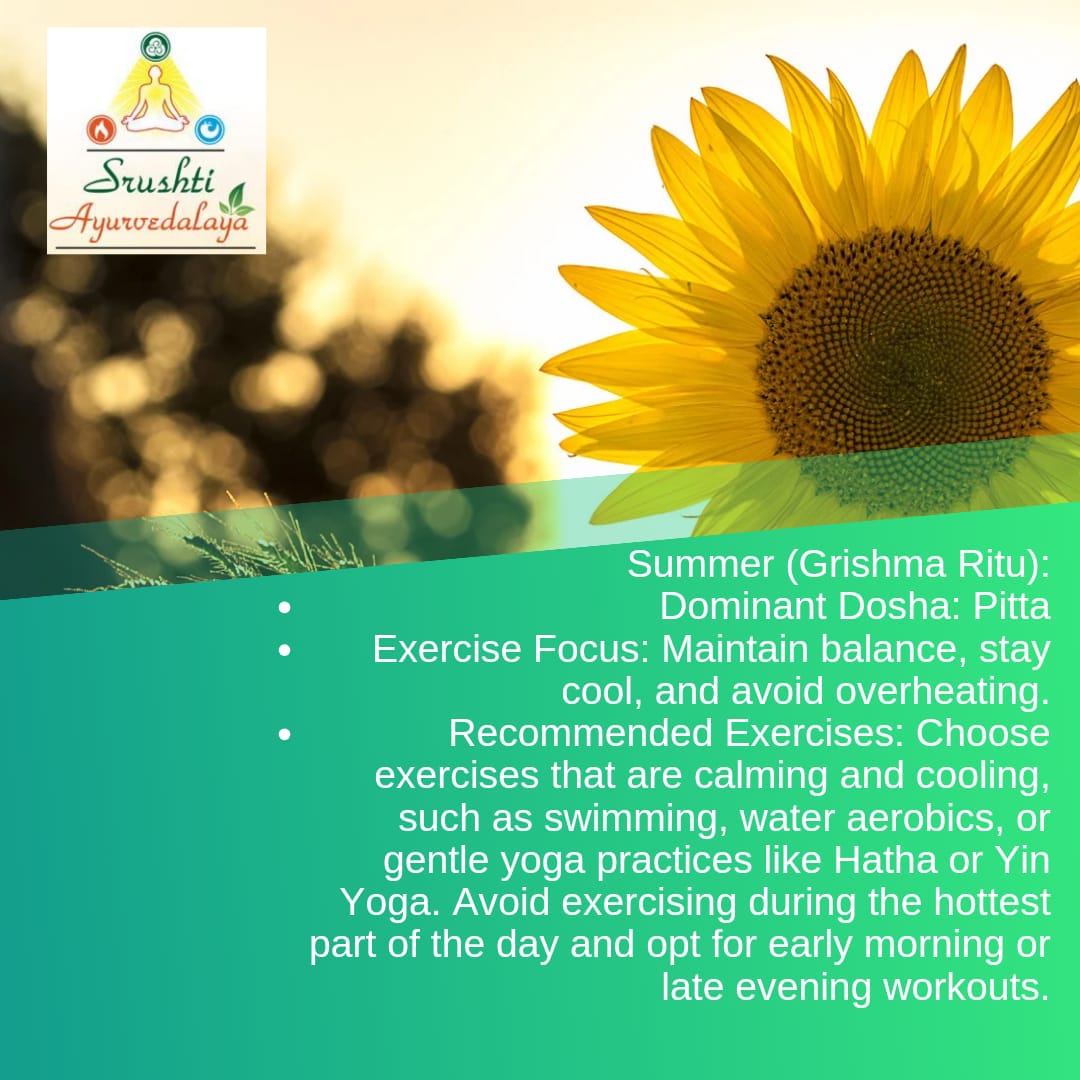 Srushti
Ayurvedalaya
Summer (Grishma Ritu):
• Dominant Dosha: Pitta
• Exercise Focus: Maintain balance, stay
cool, and avoid overheating.
• Recommended Exercises: Choose
exercises that are calming and cooling,
such as swimming, water aerobics, or
gentle yoga practices like Hatha or Yin
Yoga. Avoid exercising during the hottest
part of the day and opt for early morning or
late evening workouts.